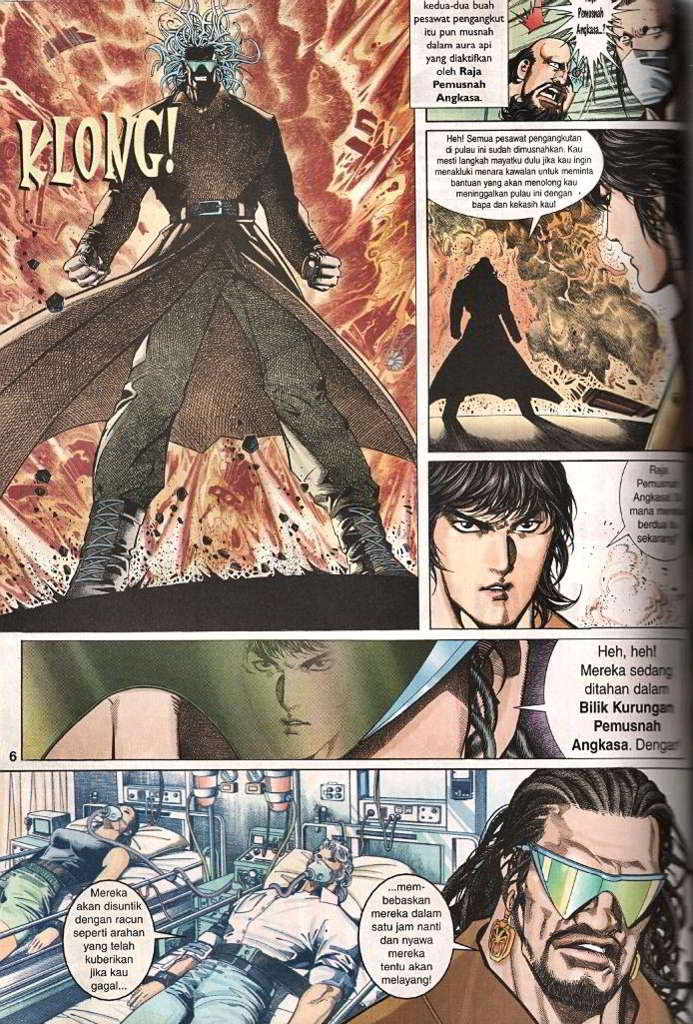 KLONG!
kedua-dua buah
pesawat pengangkut
itu pun musnah
dalam aura api
yang diaktifkan
oleh Raja
Pemusnah
Angkasa.
Raja
Pemusnah
Angkasa..!
Heh! Semua pesawat pengangkutan
di pulau ini sudah dimusnahkan. Kau
mesti langkah mayatku dulu jika kau ingin
menakluki menara kawalan untuk meminta
bantuan yang akan menolong kau
meninggalkan pulau ini dengan
bapa dan kekasih kau!
Raja
Pemusnah
Angkasa!
mana
berdua
sekarang
Heh, heh!
Mereka sedang
ditahan dalam
Bilik Kurungan
Pemusnah
Angkasa. Dengar!
6
Mereka
akan disuntik
dengan racun
seperti arahan
yang telah
kuberikan
jika kau
gagal...
...mem-
bebaskan
mereka dalam
satu jam nanti
dan nyawa
mereka
tentu akan
melayang!